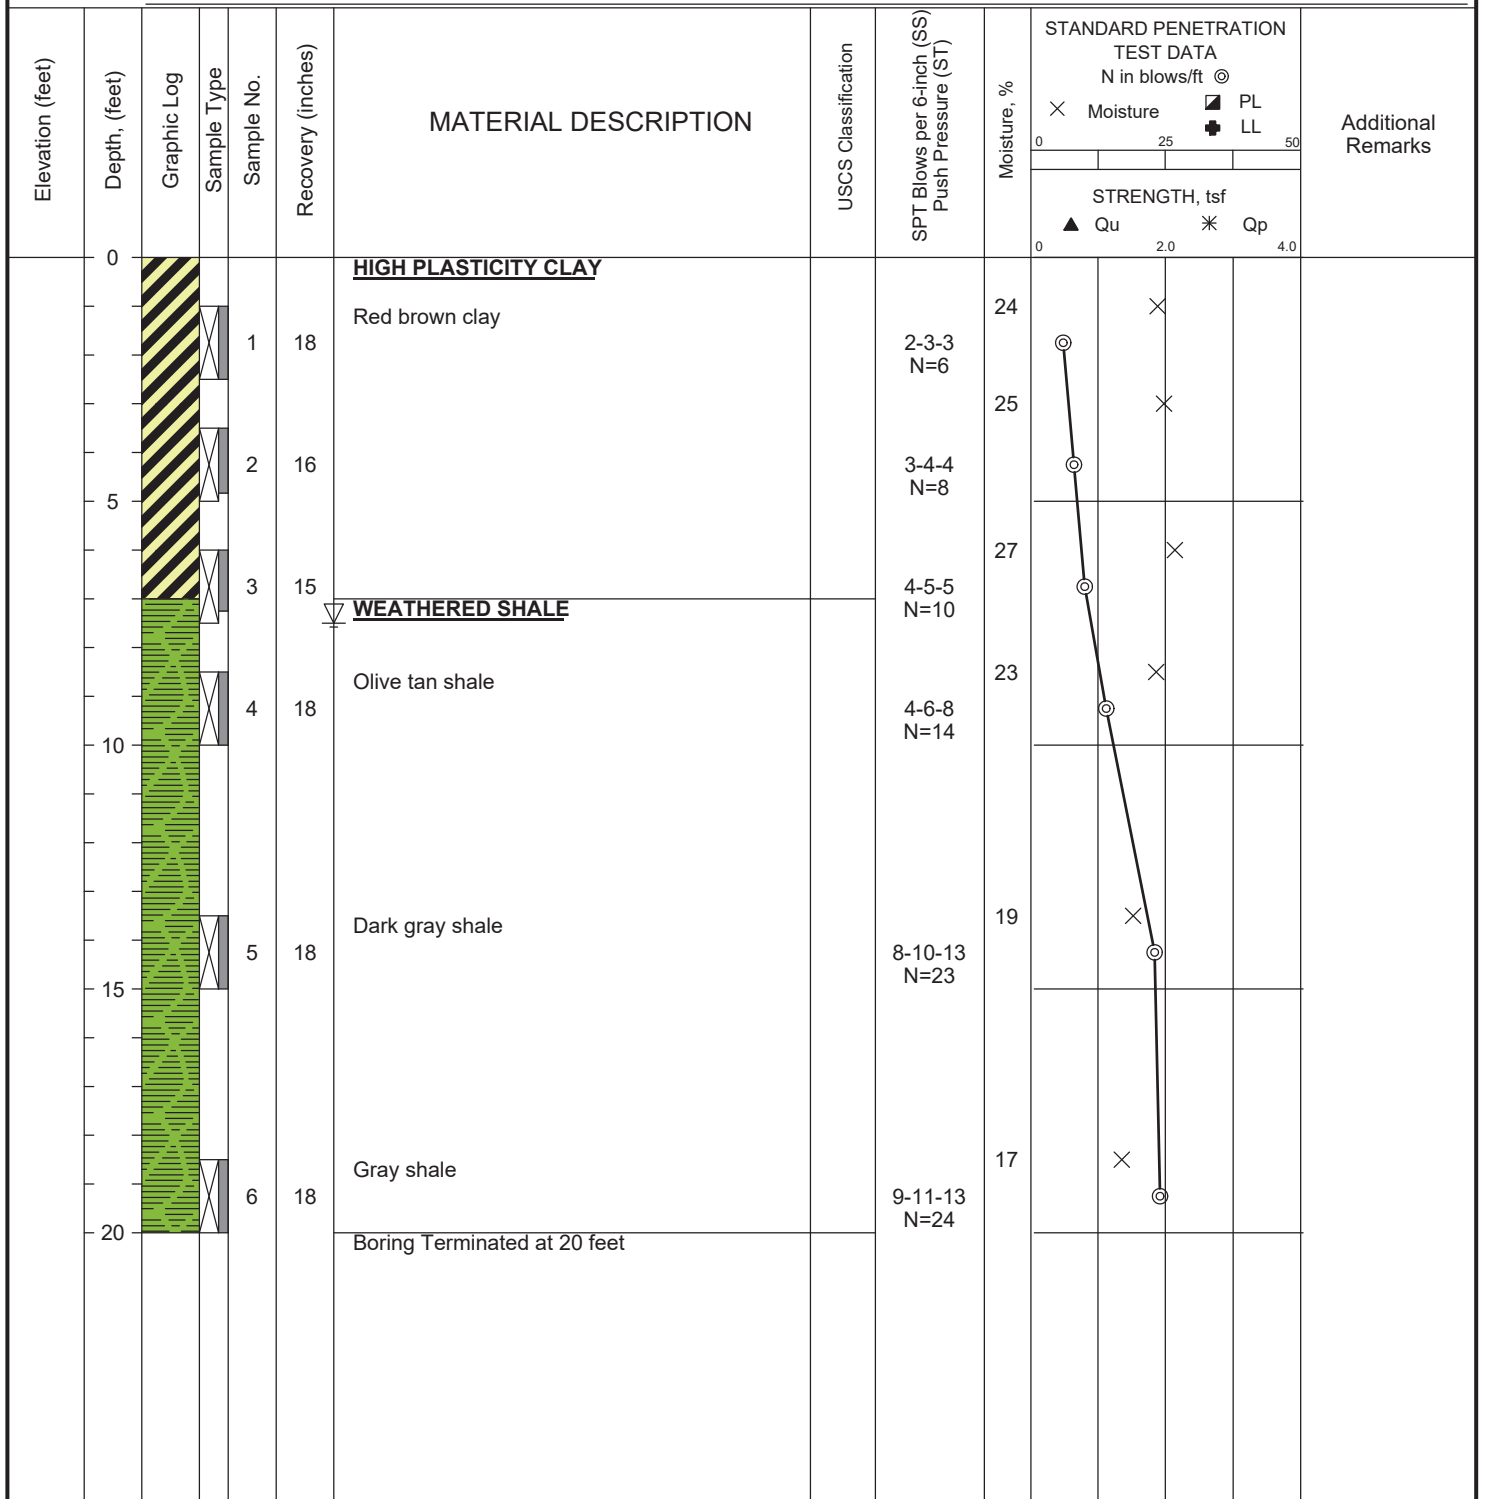 Elevation (feet)
Depth, (feet)
Graphic Log
Sample Type
Sample No.
Recovery (inches)
MATERIAL DESCRIPTION
USCS Classification
SPT Blows per 6-inch (SS)
Push Pressure (ST)
Moisture, %
STANDARD PENETRATION
TEST DATA
N in blows/ft
Moisture
PL
LL
0 25 50
STRENGTH, tsf
Qu Qp
0 2.0 4.0
Additional
Remarks
0
HIGH PLASTICITY CLAY
24
Red brown clay
1 18 2-3-3
N=6
25
2 16 3-4-4
N=8
5
27
3 15 4-5-5
N=10
WEATHERED SHALE
23
Olive tan shale
4 18 4-6-8
N=14
10
19
Dark gray shale
5 18 8-10-13
N=23
15
17
Gray shale
6 18 9-11-13
N=24
20
Boring Terminated at 20 feet